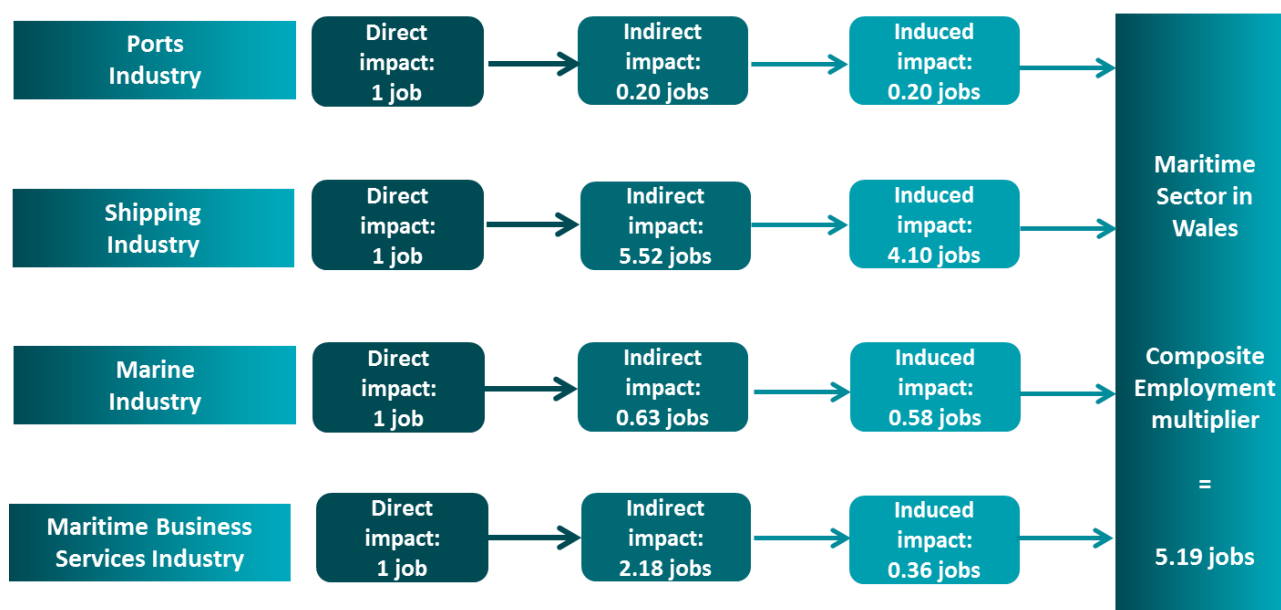 Ports
Industry
Direct
impact:
1 job
Indirect
impact:
0.20 jobs
Induced
impact:
0.20 jobs
Shipping
Industry
Direct
impact:
1 job
Indirect
impact:
5.52 jobs
Induced
impact:
4.10 jobs
Marine
Industry
Direct
impact:
1 job
Indirect
impact:
0.63 jobs
Induced
impact:
0.58 jobs
Maritime Business
Services Industry
Direct
impact:
1 job
Indirect
impact:
2.18 jobs
Induced
impact:
0.36 jobs
Maritime
Sector in
Wales
Composite
Employment
multiplier
=
5.19 jobs